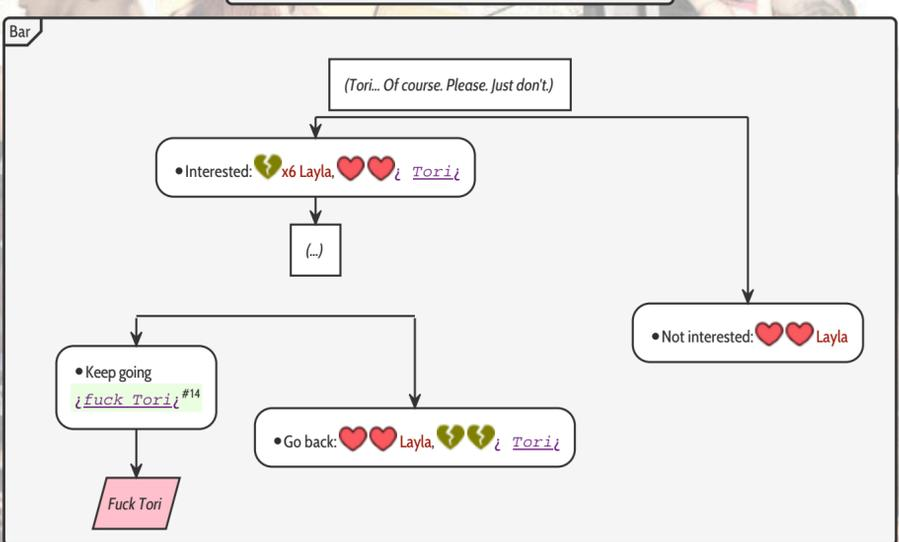 Bar
(Tori... Of course. Please. Just don't.)
•Interested: x6 Layla, ¿ Tori¿
(...)
•Not interested: Layla
•Keep going
¿fuck Tori¿#14
•Go back: Layla, ¿ Tori¿
Fuck Tori